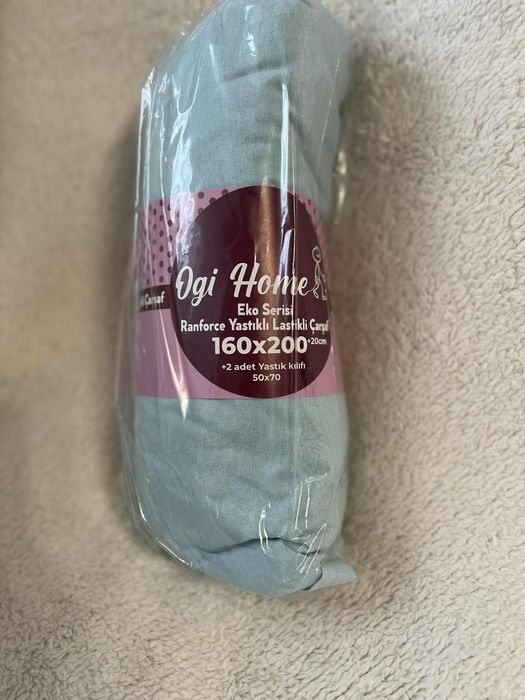 Çarşaf
Ogi Home
Eko Serisi
Ranforce Yastıklı Lastikli Çarşaf
160x200 +20cm
+2 adet Yastık kılıfı
50x70